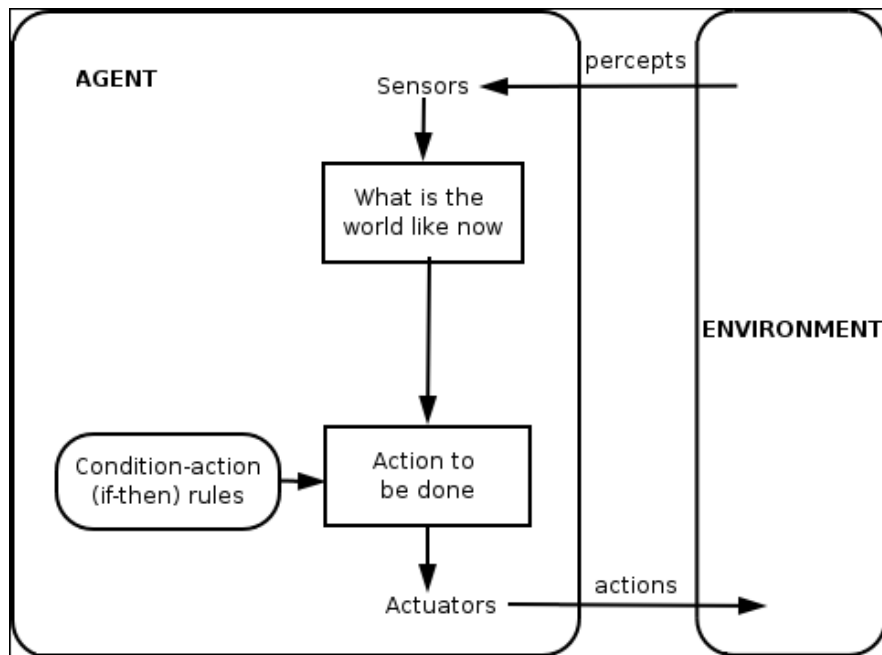 AGENT
percepts
Sensors
What is the
world like now
ENVIRONMENT
Condition-action
(if-then) rules
Action to
be done
actions
Actuators